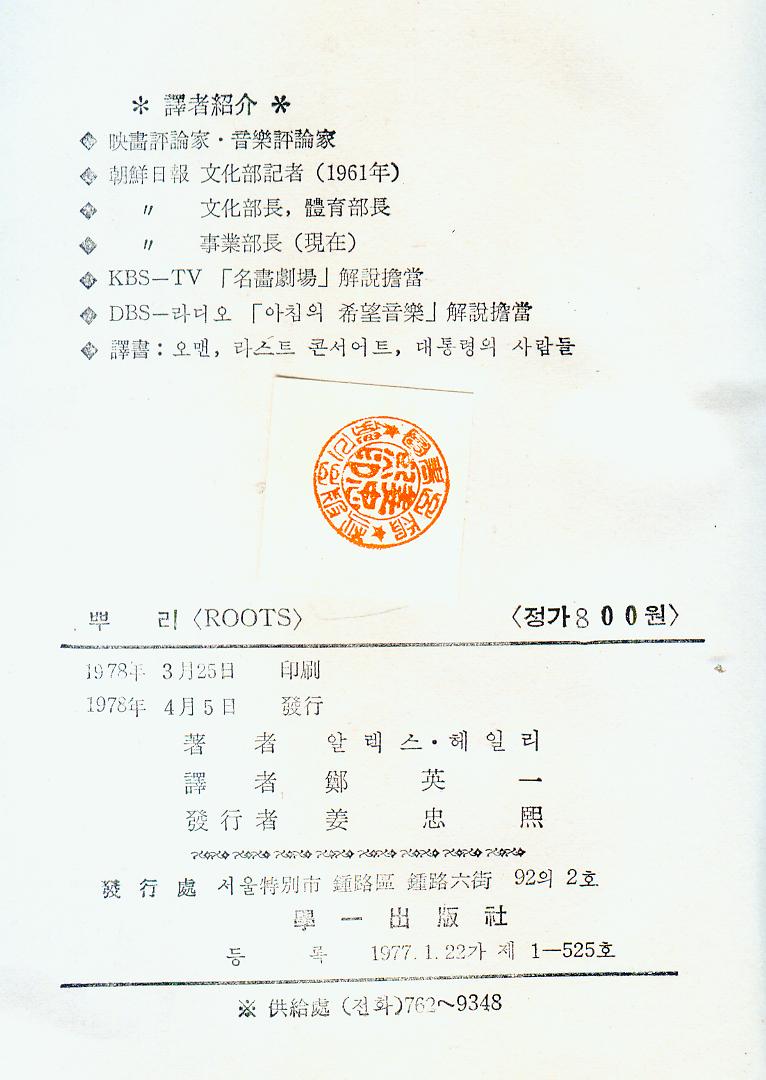 ＊ 譯者紹介 ＊
映畵評論家·音樂評論家
朝鮮日報 文化部記者 (1961年)
〃 文化部長, 體育部長
〃 事業部長 (現在)
KBS—TV 「名畵劇場」 解說擔當
DBS—라디오 「아침의 希望音樂」 解說擔當
譯書: 오멘, 라스트 콘서어트, 대통령의 사람들
뿌 리 〈ROOTS〉 〈정가 8 0 0 원〉
1978年 3月25日 印刷
1978年 4月 5日 發行
著 者 알 렉 스·헤 일 리
譯 者 鄭 英 一
發行者 姜 忠 熙
發 行 處 서울特別市 鍾路區 鍾路六街 92의 2호
學 一 出 版 社
등 록 1977.1.22가 제 1—525호
※ 供給處 (전화)762~9348